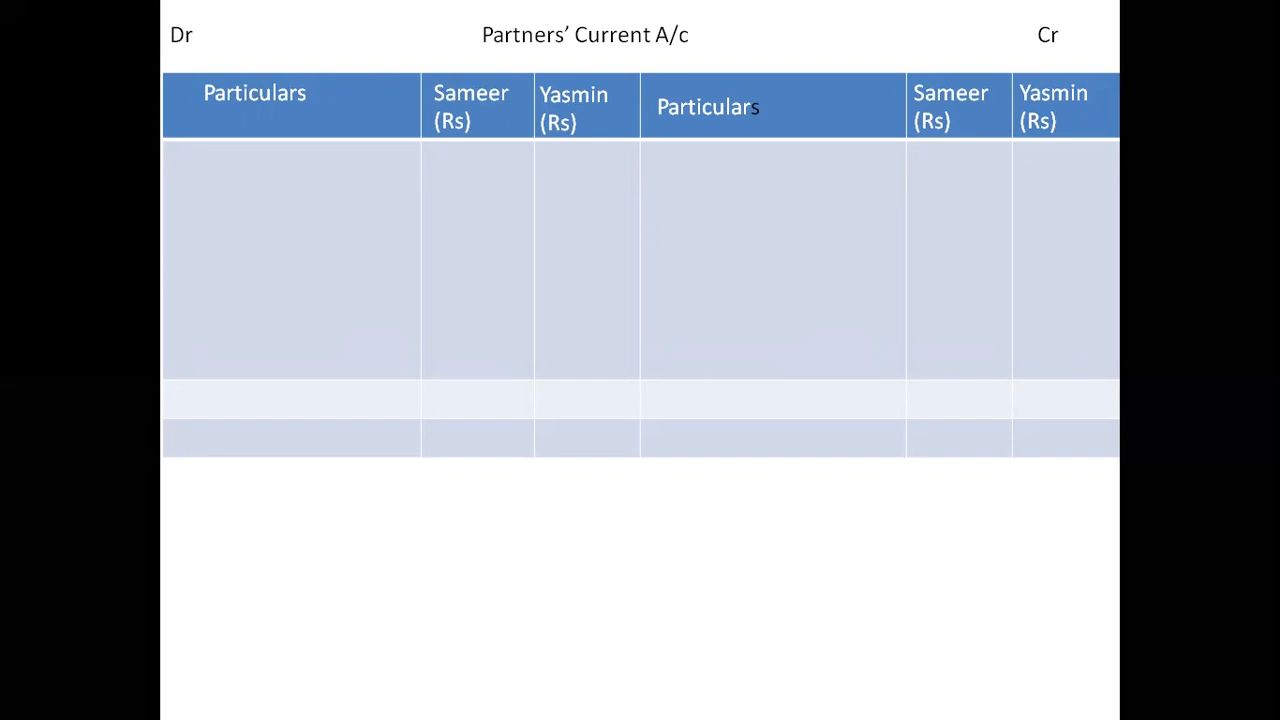 Dr Partners’ Current A/c Cr
Particulars Sameer (Rs) Yasmin (Rs) Particulars Sameer (Rs) Yasmin (Rs)